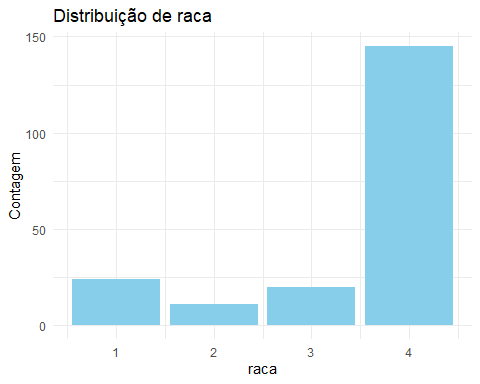 Distribuição de raca
150
100
50
0
Contagem
1 2 3 4
raca